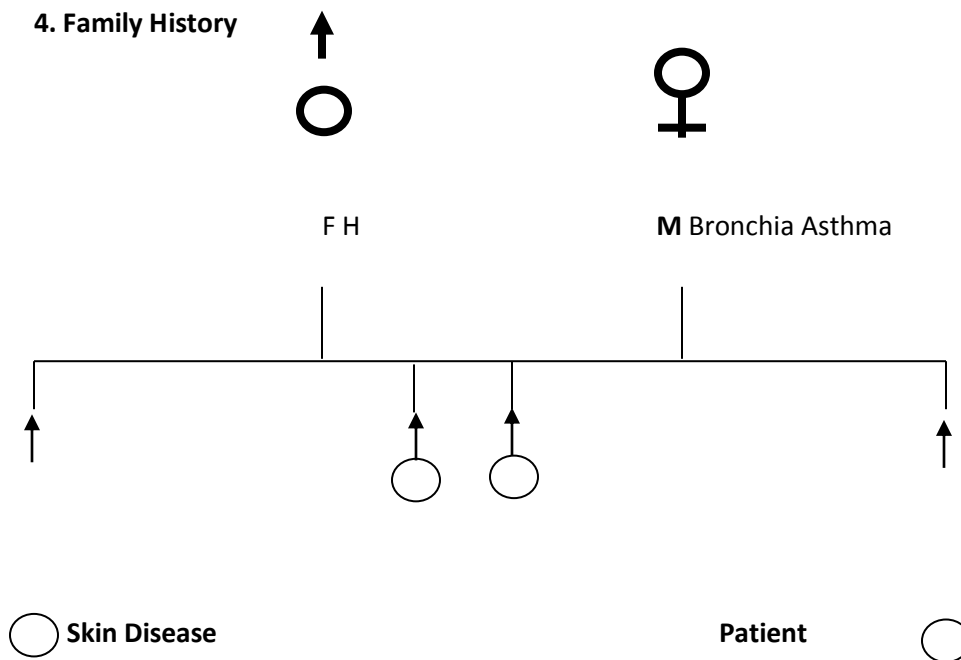 4. Family History
F H
M Bronchia Asthma
Skin Disease
Patient